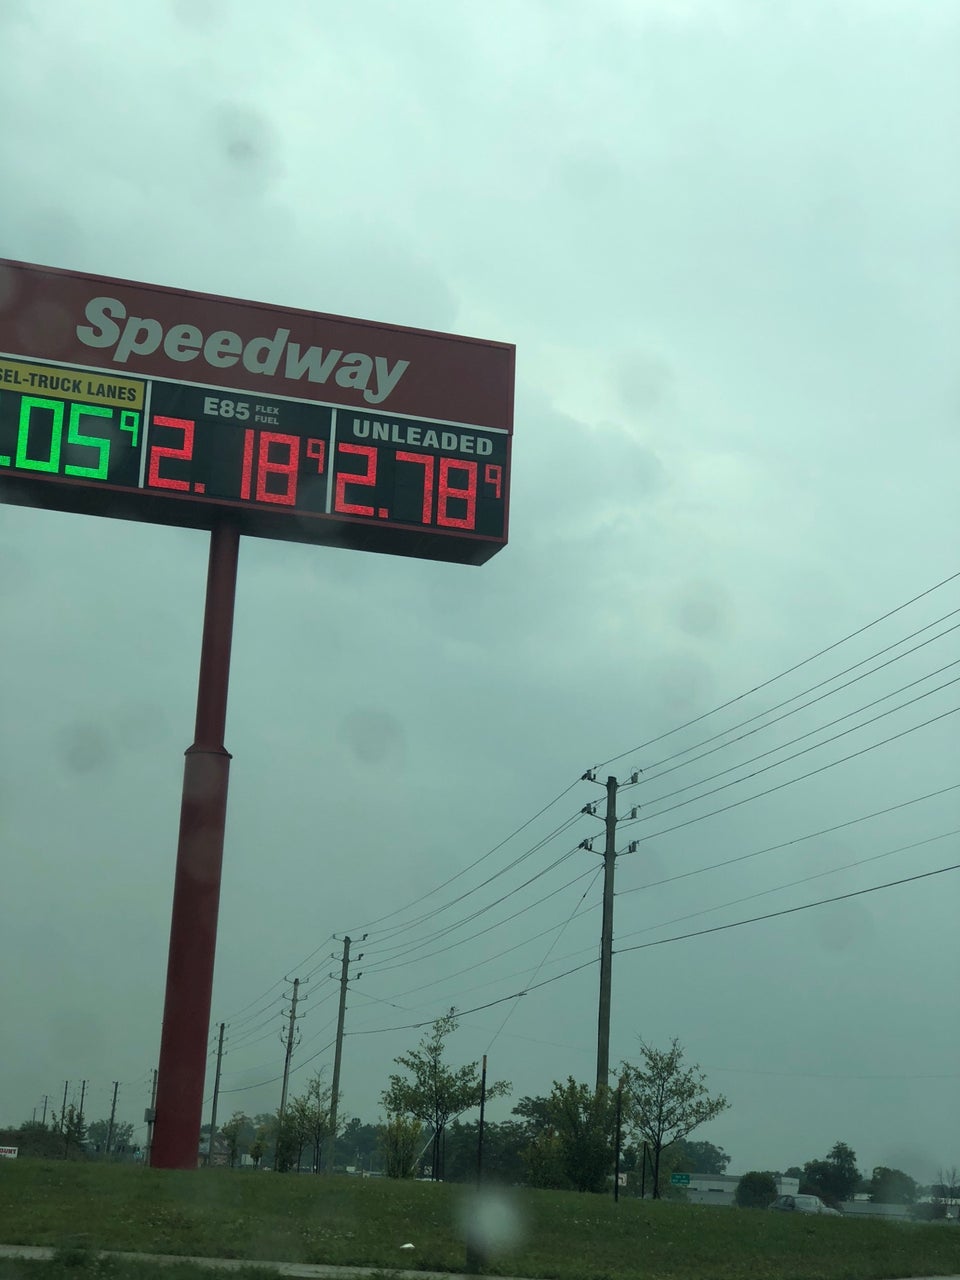 Speedway
SEL-TRUCK LANES
.05 9
E85 FLEX FUEL
2.18 9
UNLEADED
2.78 9